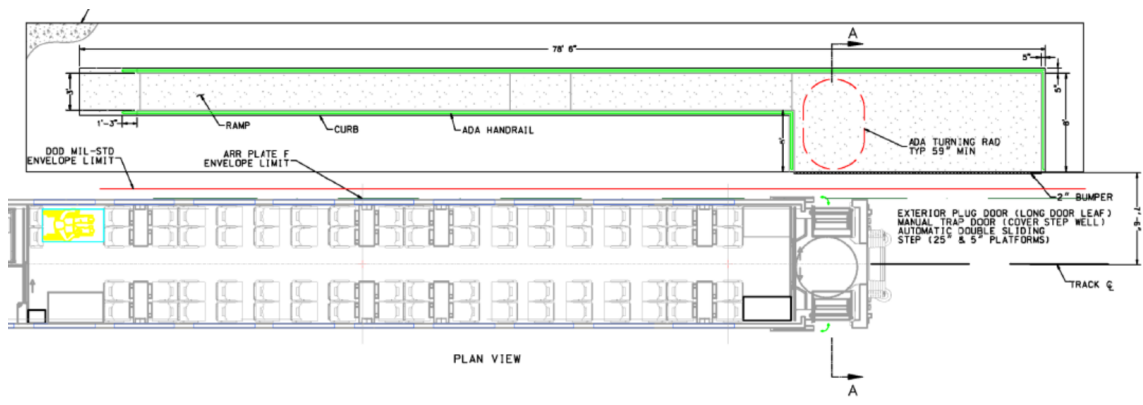 A
78' 6"
5"
5"
3'
8'
1'-3"
RAMP
CURB
ADA HANDRAIL
ADA TURNING RAD
TYP 59" MIN
DOD MIL-STD
ENVELOPE LIMIT
ARR PLATE F
ENVELOPE LIMIT
2" BUMPER
EXTERIOR PLUG DOOR (LONG DOOR LEAF)
MANUAL TRAP DOOR (COVER STEP WELL)
AUTOMATIC DOUBLE SLIDING
STEP (25" & 5" PLATFORMS)
7'-6"
TRACK ℄
PLAN VIEW
A